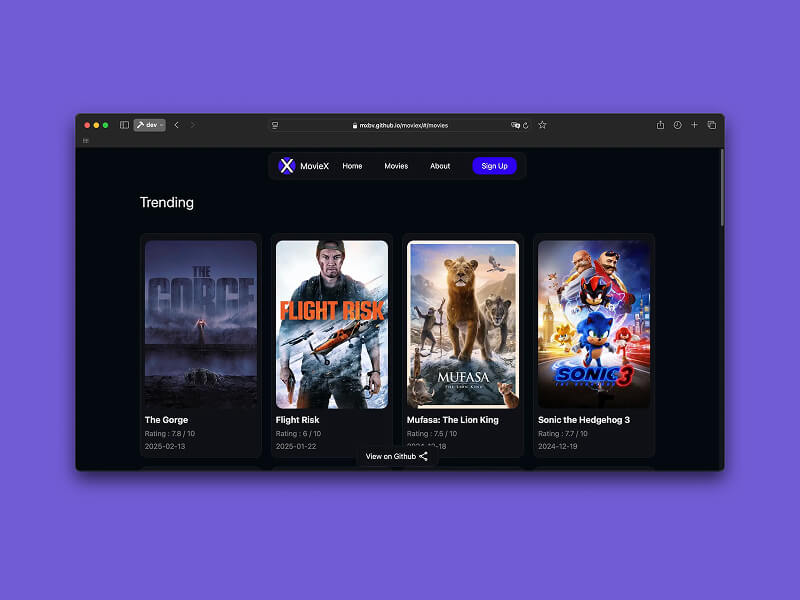 dev
mxbv.github.io/moviex/#/movies
X MovieX Home Movies About Sign Up
Trending
THE
GORGE
FLIGHT RISK
MUFASA
THE LION KING
SONIC 3
THE HEDGEHOG
The Gorge
Flight Risk
Mufasa: The Lion King
Sonic the Hedgehog 3
Rating : 7.8 / 10
Rating : 6 / 10
Rating : 7.5 / 10
Rating : 7.7 / 10
2025-02-13
2025-01-22
2024-12-18
2024-12-19
View on Github